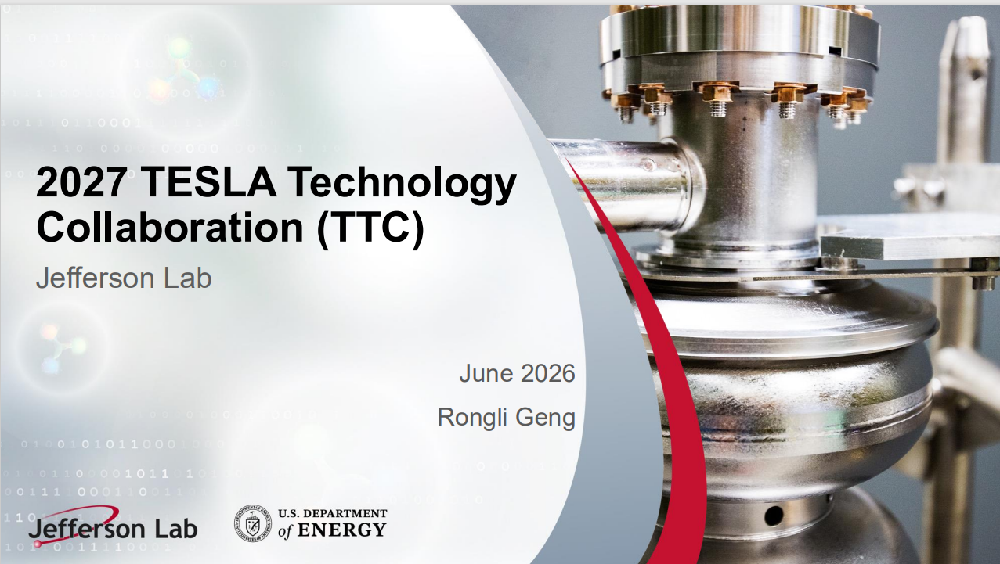 2027 TESLA Technology
Collaboration (TTC)
Jefferson Lab
June 2026
Rongli Geng
Jefferson Lab
U.S. DEPARTMENT
of ENERGY